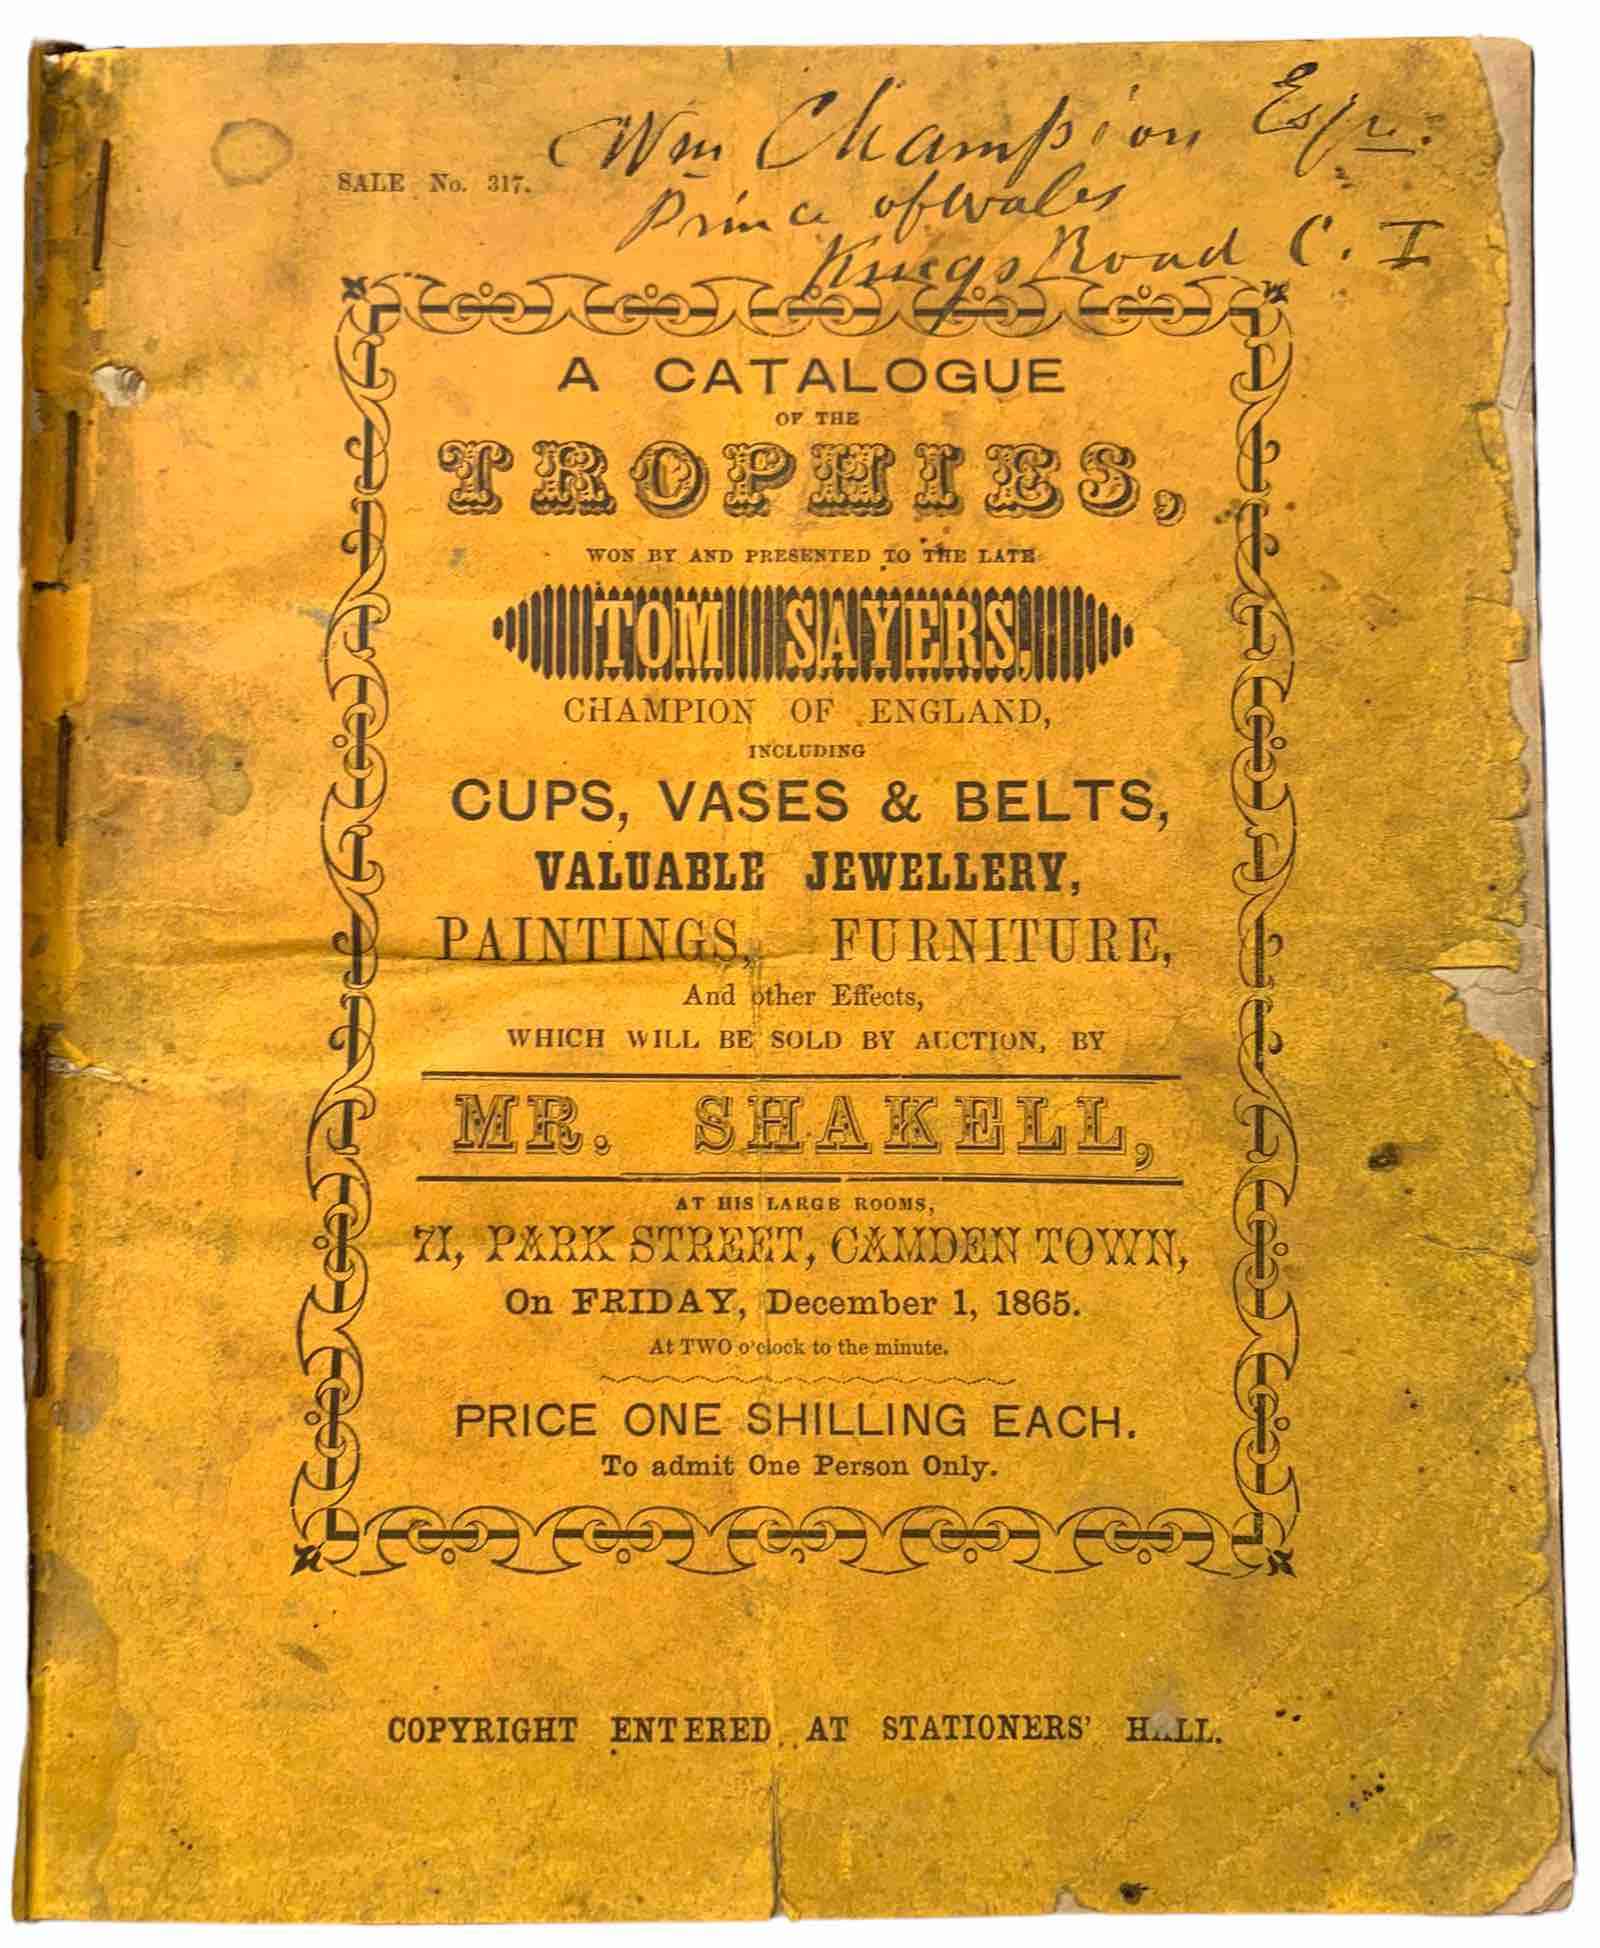 Wm Champion Esqre.
SALE No. 317.
Prince of Wales
Kings Road C. T
A CATALOGUE
OF THE
TROPHIES,
WON BY AND PRESENTED TO THE LATE
TOM SAYERS,
CHAMPION OF ENGLAND,
INCLUDING
CUPS, VASES & BELTS,
VALUABLE JEWELLERY,
PAINTINGS, FURNITURE,
And other Effects,
WHICH WILL BE SOLD BY AUCTION, BY
MR. SHAKELL,
AT HIS LARGE ROOMS,
71, PARK STREET, CAMDEN TOWN,
On FRIDAY, December 1, 1865.
At TWO o'clock to the minute.
PRICE ONE SHILLING EACH.
To admit One Person Only.
COPYRIGHT ENTERED AT STATIONERS' HALL.